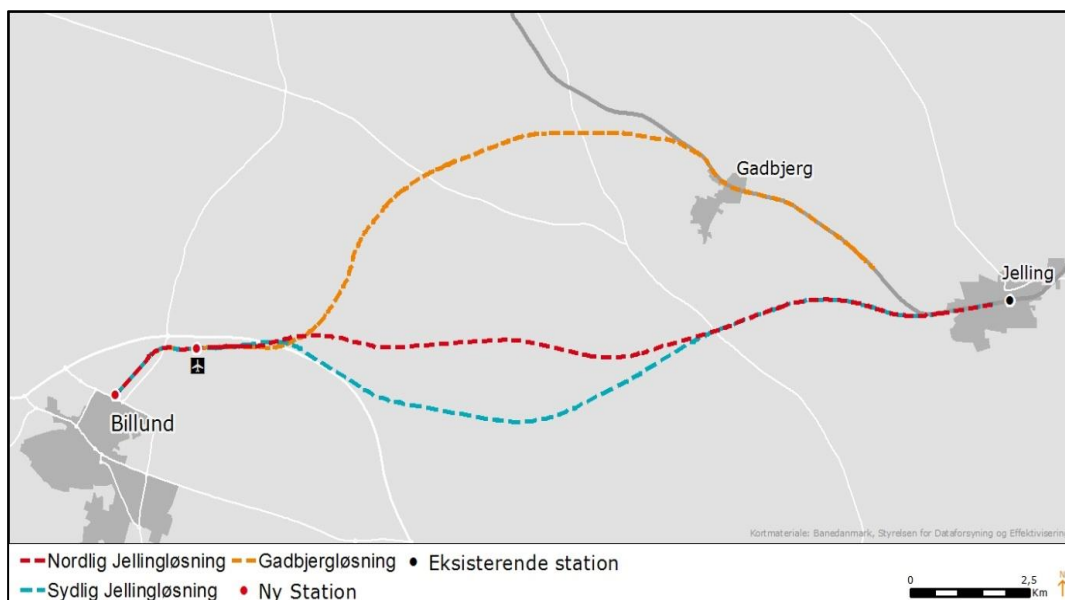 Gadbjerg
Jelling
Billund
Kortmateriale: Banedanmark, Styrelsen for Dataforsyning og Effektivisering
Nordlig Jellingløsning
Gadbjergløsning
Eksisterende station
Sydlig Jellingløsning
Ny Station
0
2,5
Km
N